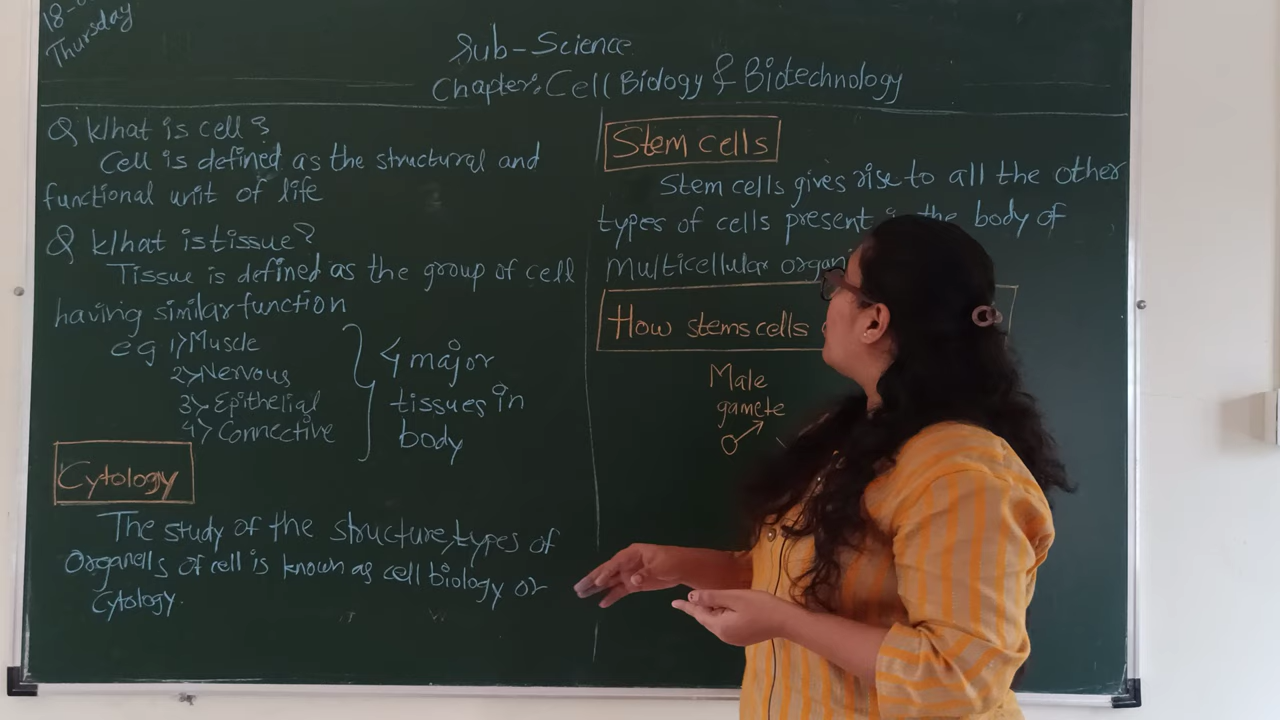 18-
Thursday
Sub-Science
Chapter: Cell Biology & Biotechnology
Q What is cell?
Cell is defined as the structural and
functional unit of life
Q What is tissue?
Tissue is defined as the group of cell
having similar function
eg 1) Muscle
2) Nervous
3) Epithelial
4) Connective
4 major
tissues in
body
Cytology
The study of the structure, types of
Organells of cell is known as cell biology or
Cytology.
Stem cells
Stem cells gives rise to all the other
types of cells present the body of
Multicellular
How stems cells
Male
gamete